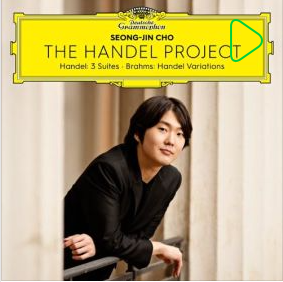 Deutsche
Grammophon
SEONG-JIN CHO
THE HANDEL PROJECT
Handel: 3 Suites · Brahms: Handel Variations